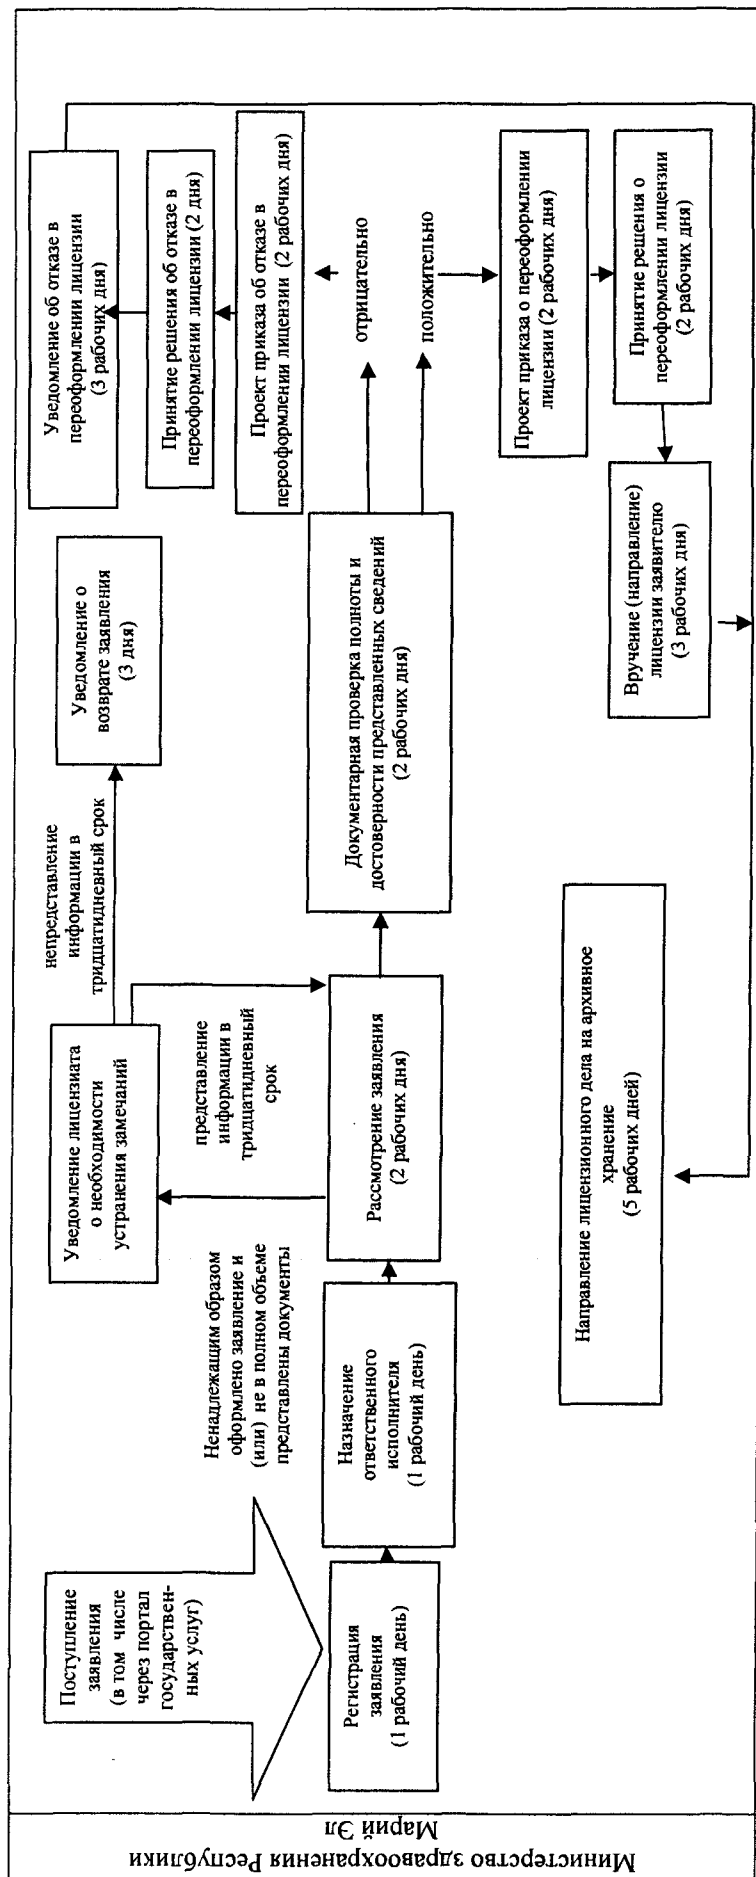 Министерство здравоохранения Республики
Марий Эл
Поступление
заявления
(в том числе
через портал
государствен-
ных услуг)
Регистрация
заявления
(1 рабочий день)
Назначение
ответственного
исполнителя
(1 рабочий день)
Ненадлежащим образом
оформлено заявление и
(или) не в полном объеме
представлены документы
Рассмотрение заявления
(2 рабочих дня)
Уведомление лицензиата
о необходимости
устранения замечаний
представление
информации в
тридцатидневный
срок
непредставление
информации в
тридцатидневный срок
Уведомление о
возврате заявления
(3 дня)
Документарная проверка полноты и
достоверности представленных сведений
(2 рабочих дня)
отрицательно
положительно
Проект приказа об отказе в
переоформлении лицензии (2 рабочих дня)
Принятие решения об отказе в
переоформлении лицензии (2 дня)
Уведомление об отказе в
переоформлении лицензии
(3 рабочих дня)
Проект приказа о переоформлении
лицензии (2 рабочих дня)
Принятие решения о
переоформлении лицензии
(2 рабочих дня)
Вручение (направление)
лицензии заявителю
(3 рабочих дня)
Направление лицензионного дела на архивное
хранение
(5 рабочих дней)